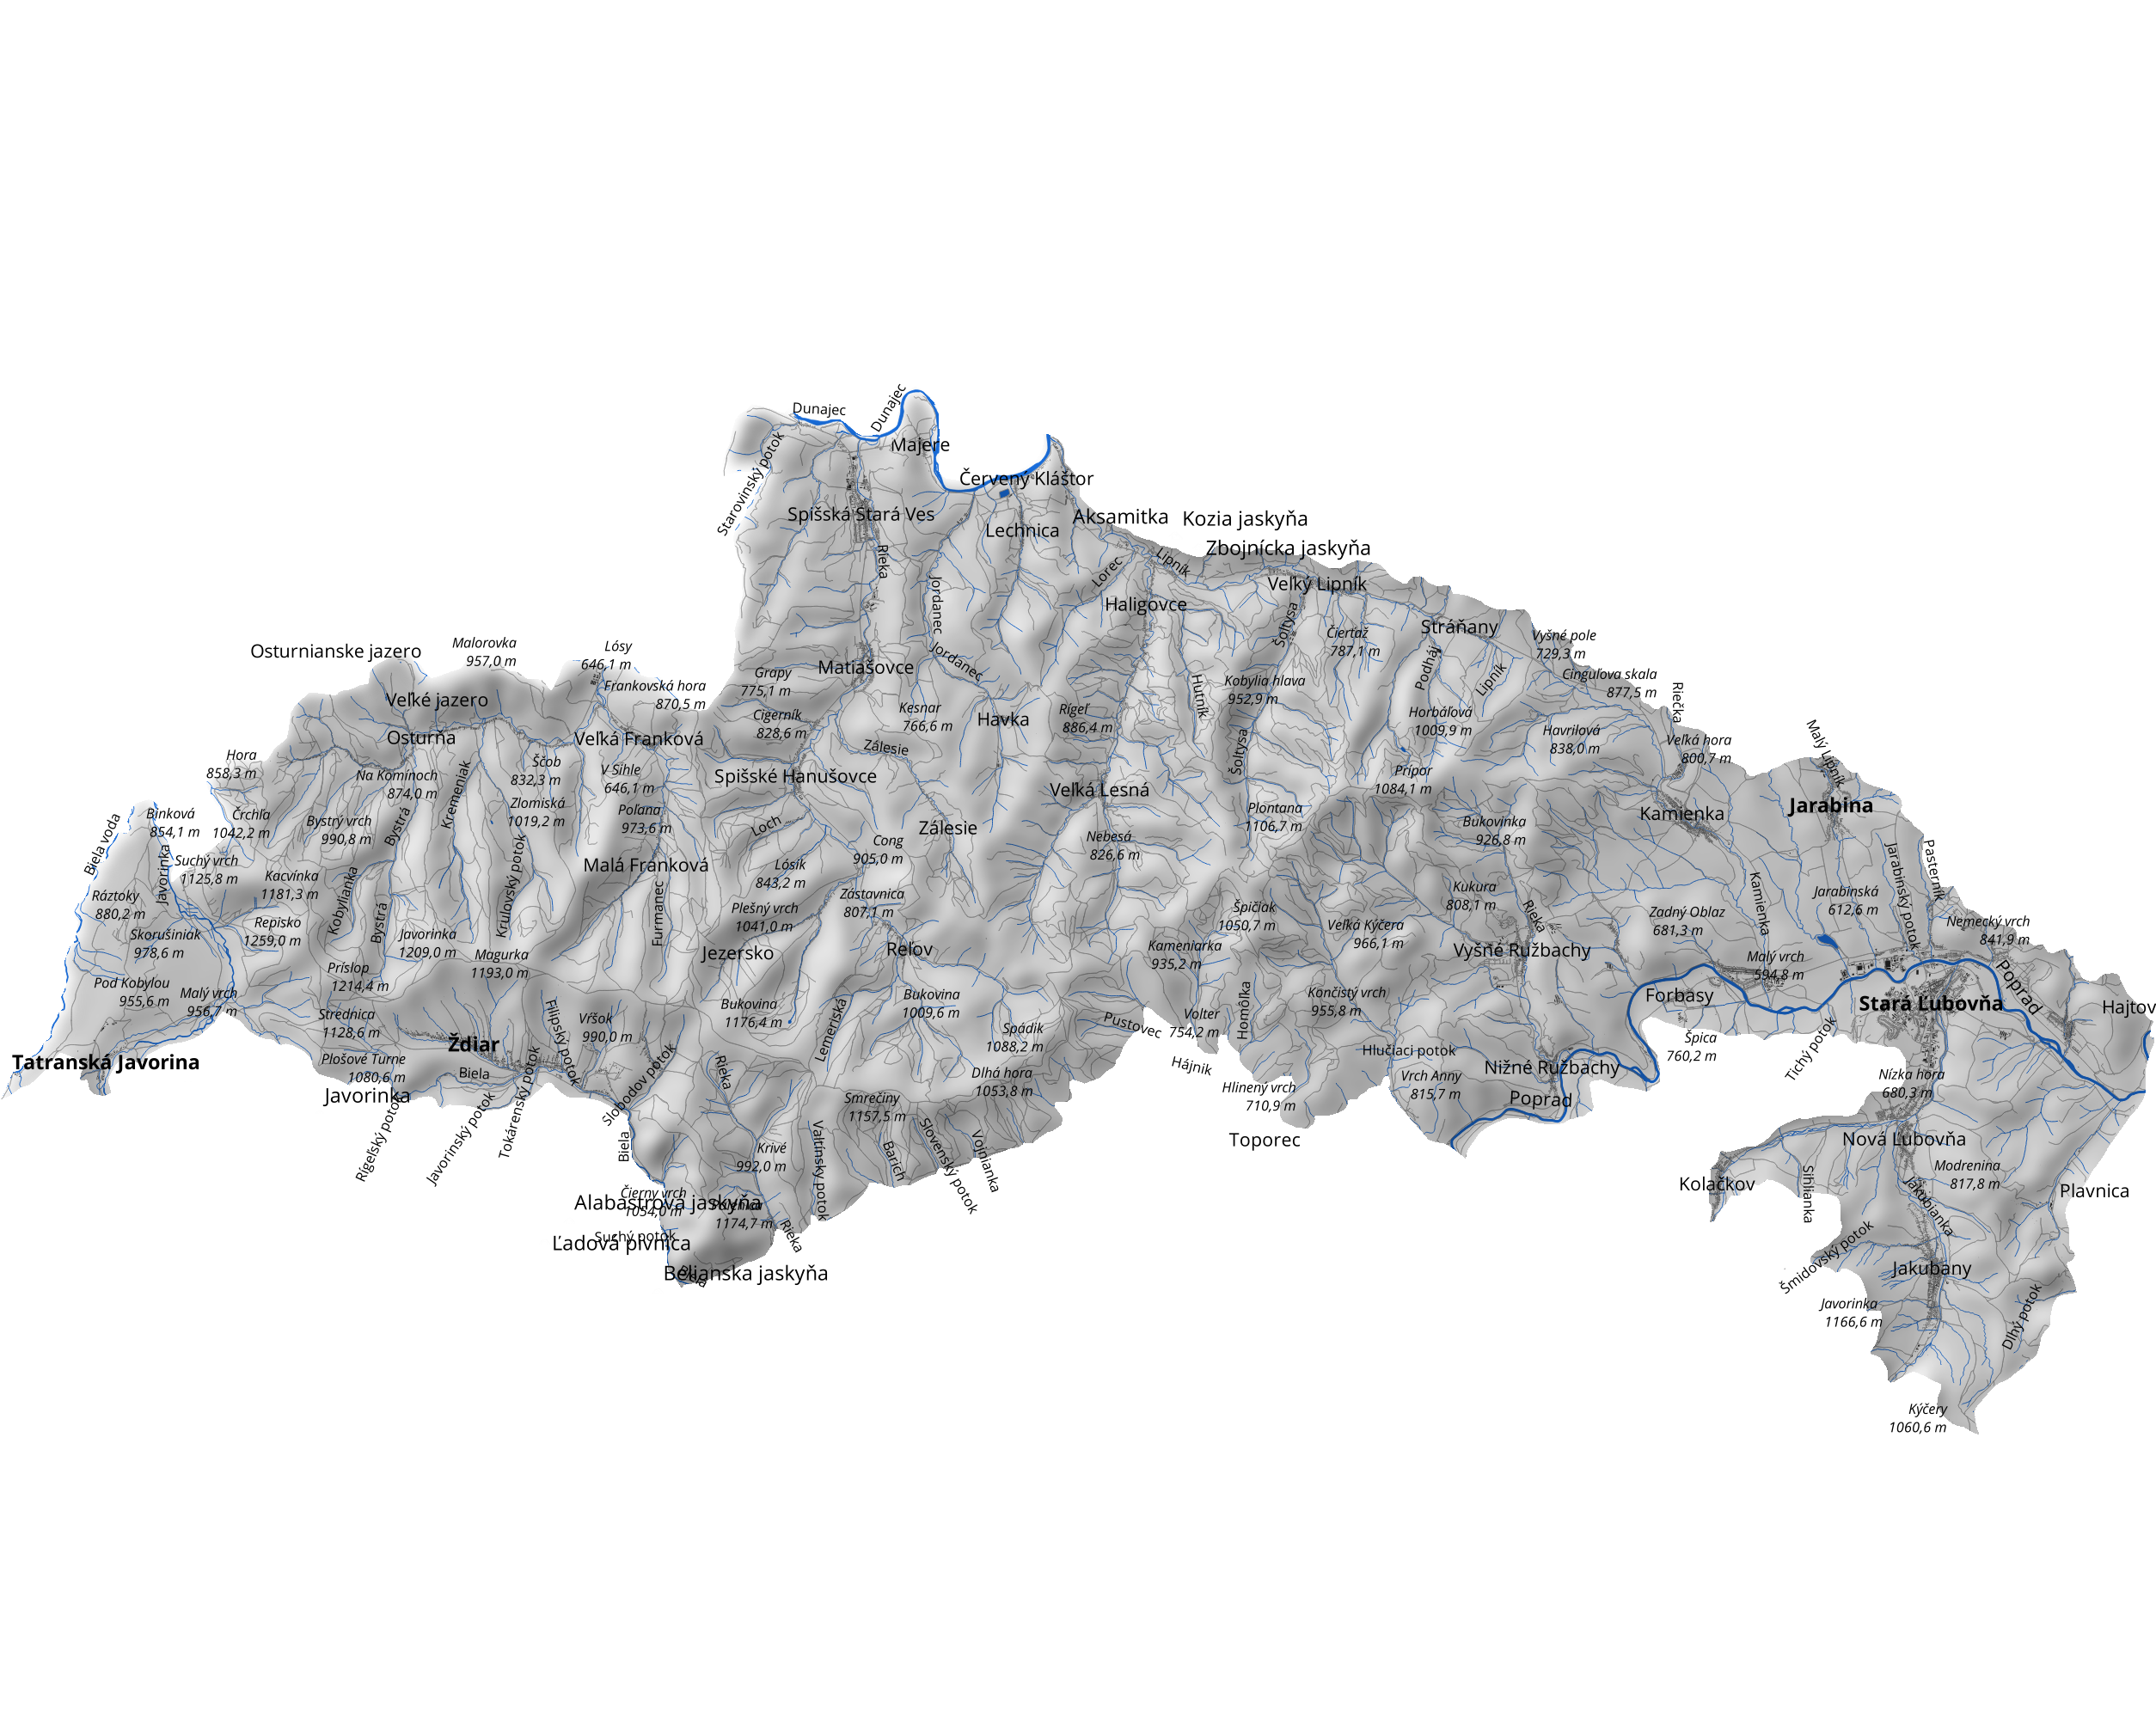 Dunajec
Dunajec
Majere
Starovinský potok
Červený Kláštor
Spišská Stará Ves
Lechnica
Aksamitka
Kozia jaskyňa
Zbojnícka jaskyňa
Rieka
Lipník
Lorec
Veľký Lipník
Jordanec
Haligovce
Šoltysa
Stráňany
Čierťaž
787,1 m
Vyšné pole
729,3 m
Osturnianske jazero
Malorovka
957,0 m
Lósy
646,1 m
Matiašovce
Jordanec
Podháj
Lipník
Cinguľova skala
877,5 m
Grapy
775,1 m
Frankovská hora
870,5 m
Kobylia hlava
952,9 m
Hutník
Riečka
Veľké jazero
Cigerník
828,6 m
Kesnar
766,6 m
Havka
Rígeľ
886,4 m
Horbáľová
1009,9 m
Havrilová
838,0 m
Veľká hora
800,7 m
Malý Lipník
Osturňa
Veľká Franková
Zálesie
Šoltysa
Hora
858,3 m
Na Komínoch
874,0 m
Ščob
832,3 m
V Sihle
646,1 m
Spišské Hanušovce
Veľká Lesná
Prípor
1084,1 m
Kremeniak
Jarabina
Binková
854,1 m
Črchľa
1042,2 m
Bystrý vrch
990,8 m
Bystrá
Zlomiská
1019,2 m
Poľana
973,6 m
Loch
Zálesie
Plontana
1106,7 m
Bukovinka
926,8 m
Kamienka
Biela voda
Javorinka
Suchý vrch
1125,8 m
Malá Franková
Cong
905,0 m
Nebesá
826,6 m
Jarabinský potok
Pasterník
Kacvínka
1181,3 m
Kobylianka
Krulovský potok
Lósik
843,2 m
Kukura
808,1 m
Kamienka
Jarabinská
612,6 m
Ráztoky
880,2 m
Repisko
1259,0 m
Bystrá
Furmanec
Plešný vrch
1041,0 m
Zástavnica
807,1 m
Špičiak
1050,7 m
Rieka
Zadný Oblaz
681,3 m
Nemecký vrch
841,9 m
Skorušiniak
978,6 m
Javorinka
1209,0 m
Magurka
1193,0 m
Jezersko
Reľov
Kameniarka
935,2 m
Veľká Kýčera
966,1 m
Vyšné Ružbachy
Malý vrch
594,8 m
Pod Kobylou
955,6 m
Malý vrch
956,7 m
Príslop
1214,4 m
Poprad
Forbasy
Stará Ľubovňa
Hajtov
Strednica
1128,6 m
Filipský potok
Vŕšok
990,0 m
Bukovina
1176,4 m
Lemeriská
Bukovina
1009,6 m
Spádik
1088,2 m
Pustovec
Volter
754,2 m
Homôlka
Končistý vrch
955,8 m
Ždiar
Tatranská Javorina
Plošové Turne
1080,6 m
Biela
Tokárenský potok
Slobodov potok
Rieka
Dlhá hora
1053,8 m
Hájnik
Hlučiaci potok
Špica
760,2 m
Tichý potok
Nižné Ružbachy
Javorinka
Hlinený vrch
710,9 m
Vrch Anny
815,7 m
Poprad
Nízka hora
680,3 m
Smrečiny
1157,5 m
Rígeľský potok
Javorinský potok
Biela
Krivé
992,0 m
Valtínsky potok
Barich
Slovenský potok
Vojnianka
Toporec
Nová Ľubovňa
Kolačkov
Sihlianka
Modrenina
817,8 m
Plavnica
Čierny vrch
1054,0 m
Alabastrová jaskyňa
1174,7 m
Jakubianka
Suchý potok
Ľadová pivnica
Rieka
Belianska jaskyňa
Šmidovský potok
Jakubany
Javorinka
1166,6 m
Dlhý potok
Kýčery
1060,6 m